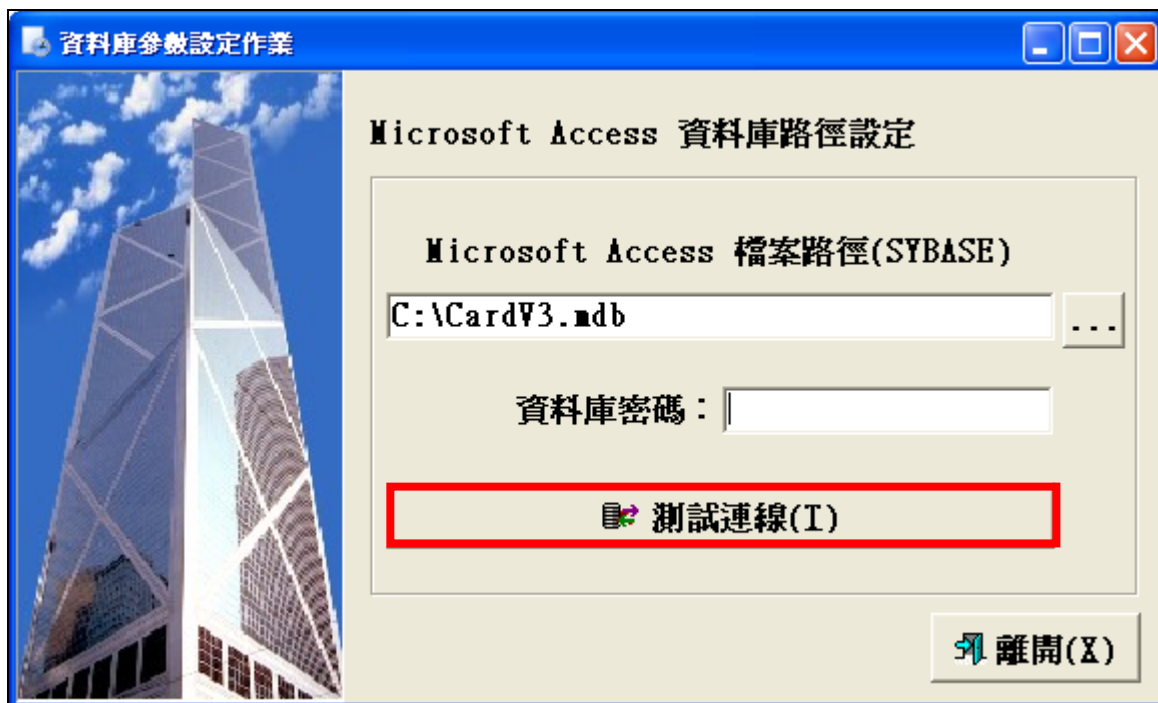 資料庫參數設定作業
Microsoft Access 資料庫路徑設定
Microsoft Access 檔案路徑(SYBASE)
C:\CardV3.mdb
...
資料庫密碼：
測試連線(T)
離開(X)